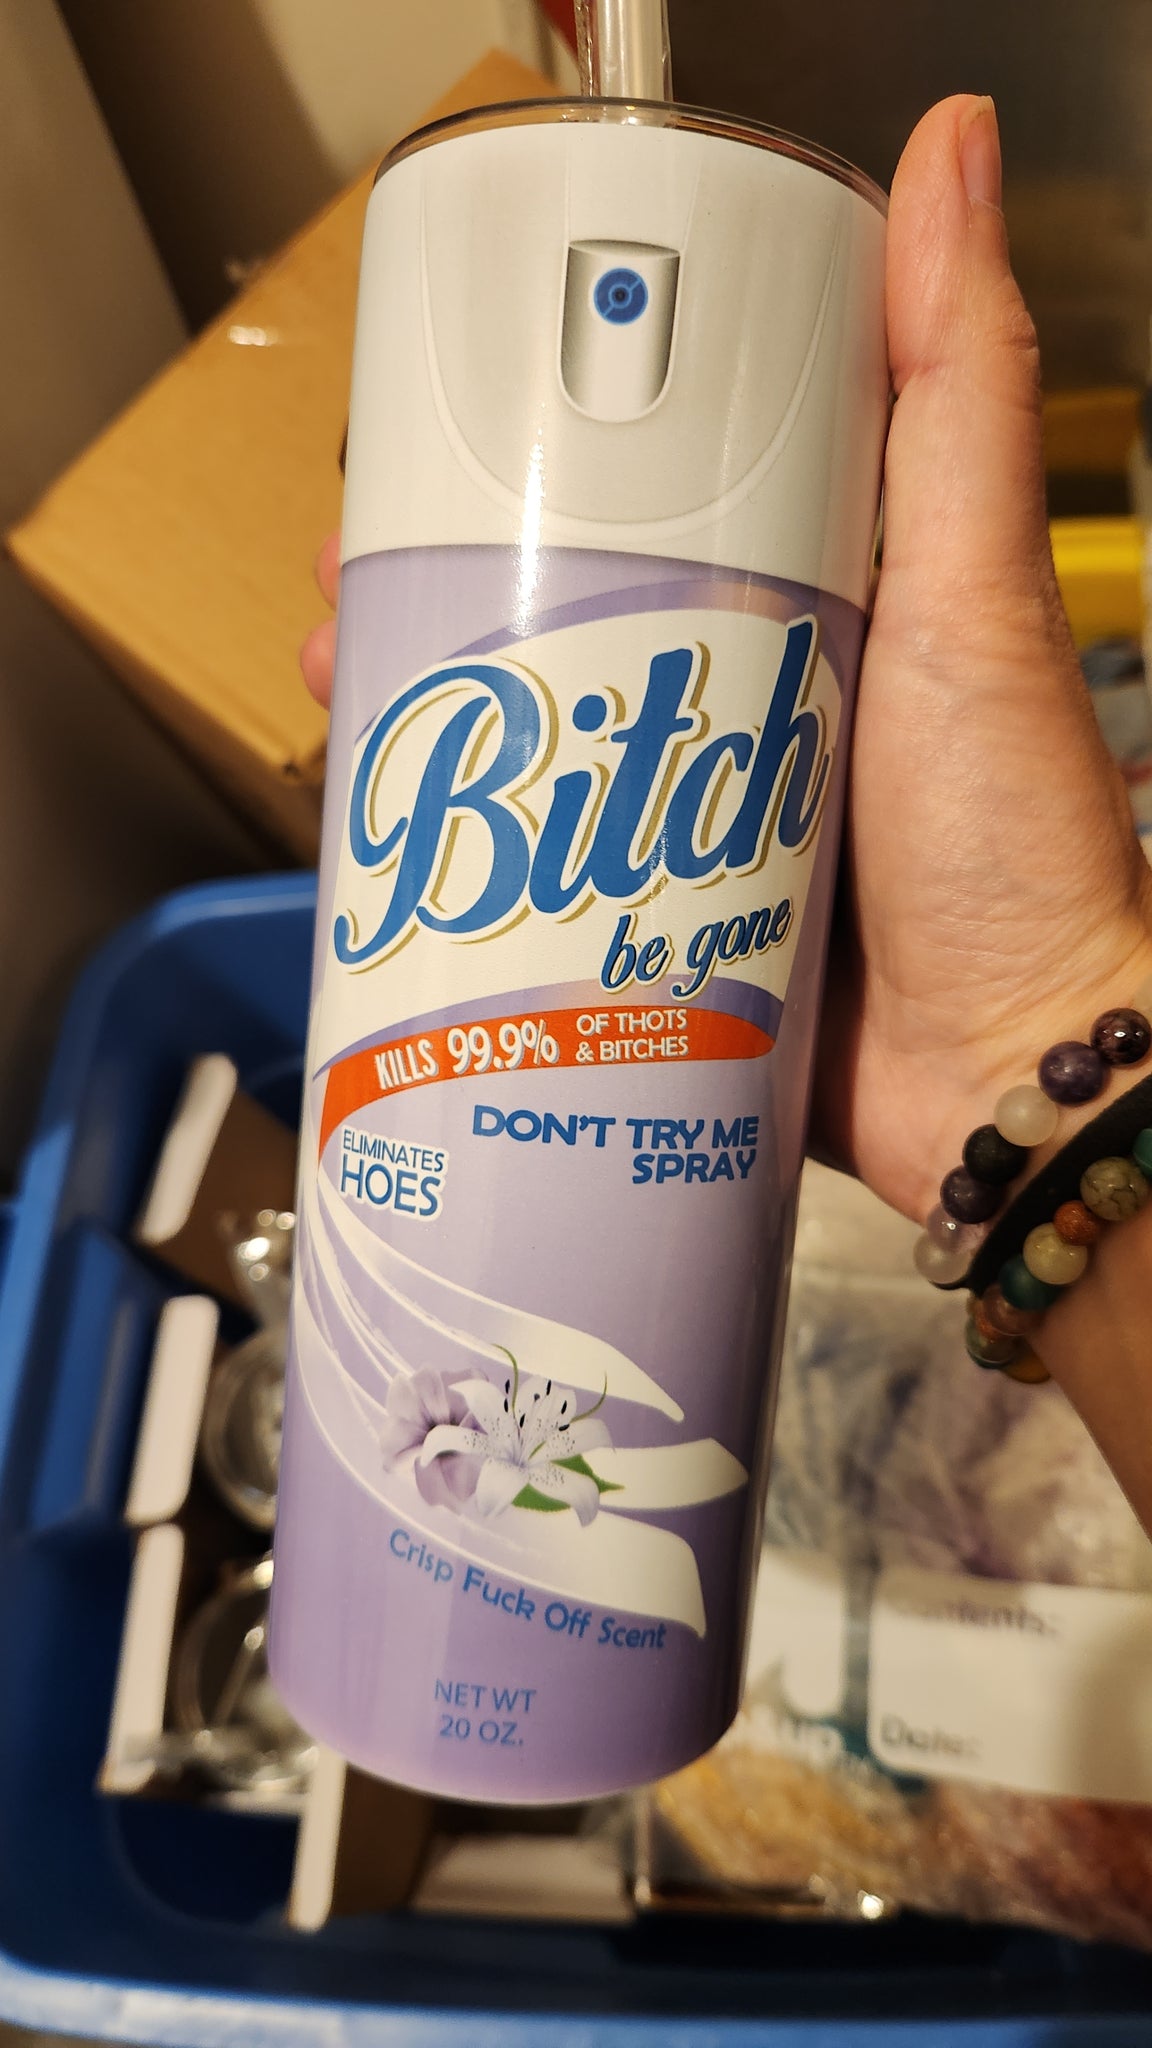 Bitch
be gone
KILLS 99.9% OF THOTS
& BITCHES
DON'T TRY ME
SPRAY
ELIMINATES
HOES
Crisp Fuck Off Scent
NET WT
20 OZ.
Contents:
Date: